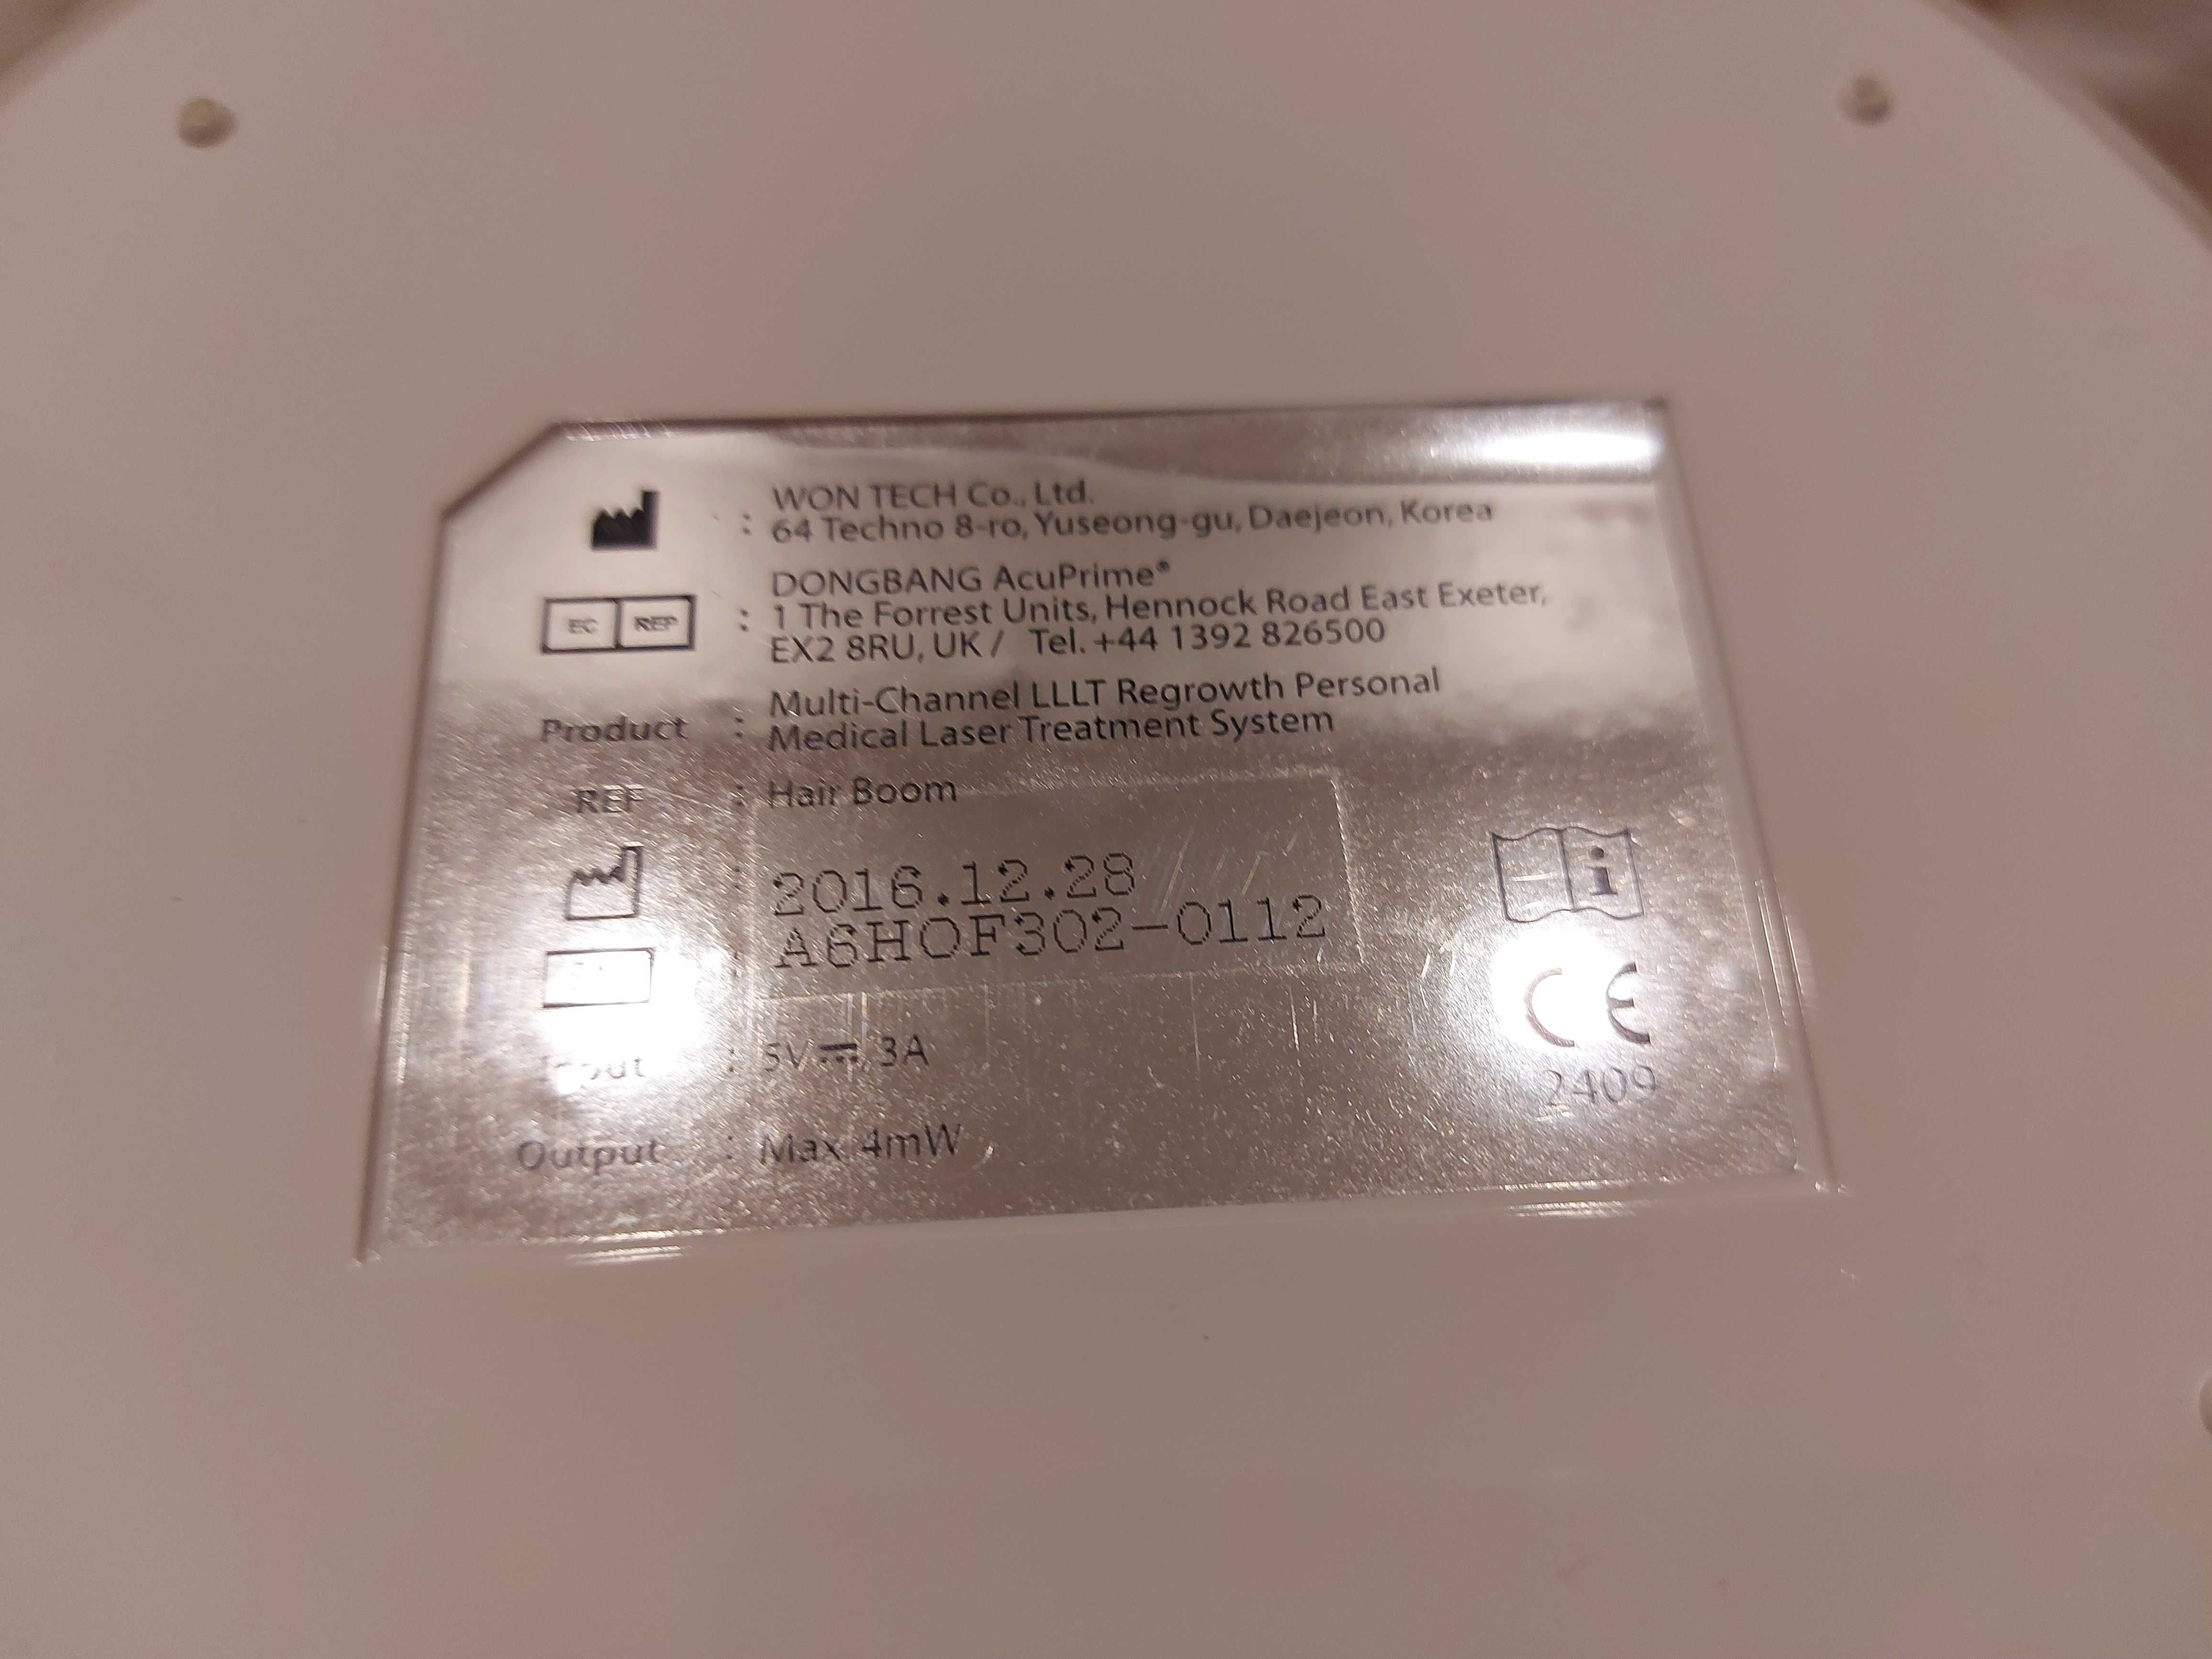 WON TECH Co., Ltd.
: 64 Techno 8-ro, Yuseong-gu, Daejeon, Korea
DONGBANG AcuPrime®
EC REP : 1 The Forrest Units, Hennock Road East Exeter,
EX2 8RU, UK / Tel. +44 1392 826500
Multi-Channel LLLT Regrowth Personal
Product : Medical Laser Treatment System
REF : Hair Boom
: 2016.12.28
A6HOF302-0112
Input : 5V⎓, 3A
CE
2409
Output : Max 4mW